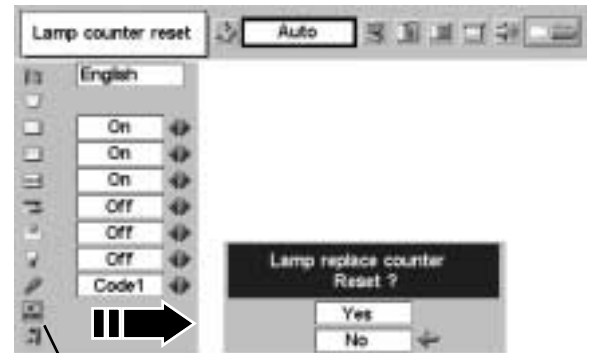 Lamp counter reset
Auto
English
On
On
On
Off
Off
Off
Code1
Lamp replace counter
Reset ?
Yes
No